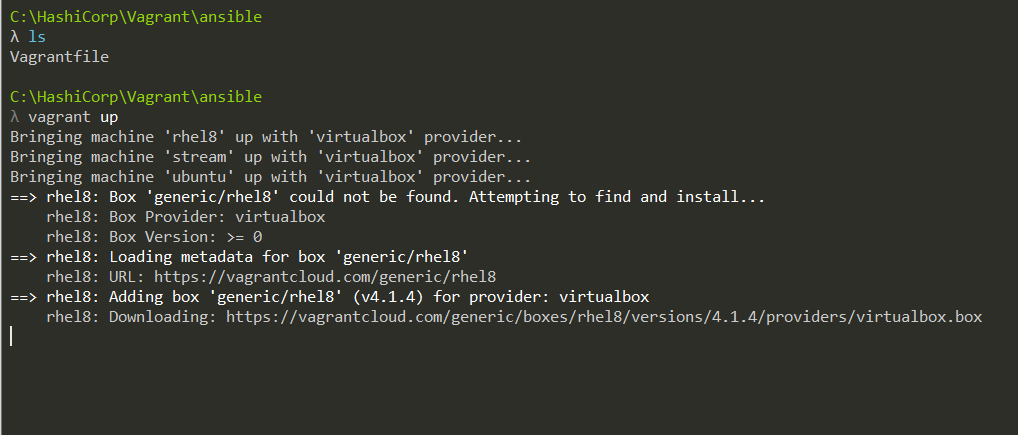 C:\HashiCorp\Vagrant\ansible
λ ls
Vagrantfile
C:\HashiCorp\Vagrant\ansible
λ vagrant up
Bringing machine 'rhel8' up with 'virtualbox' provider...
Bringing machine 'stream' up with 'virtualbox' provider...
Bringing machine 'ubuntu' up with 'virtualbox' provider...
==> rhel8: Box 'generic/rhel8' could not be found. Attempting to find and install...
    rhel8: Box Provider: virtualbox
    rhel8: Box Version: >= 0
==> rhel8: Loading metadata for box 'generic/rhel8'
    rhel8: URL: https://vagrantcloud.com/generic/rhel8
==> rhel8: Adding box 'generic/rhel8' (v4.1.4) for provider: virtualbox
    rhel8: Downloading: https://vagrantcloud.com/generic/boxes/rhel8/versions/4.1.4/providers/virtualbox.box